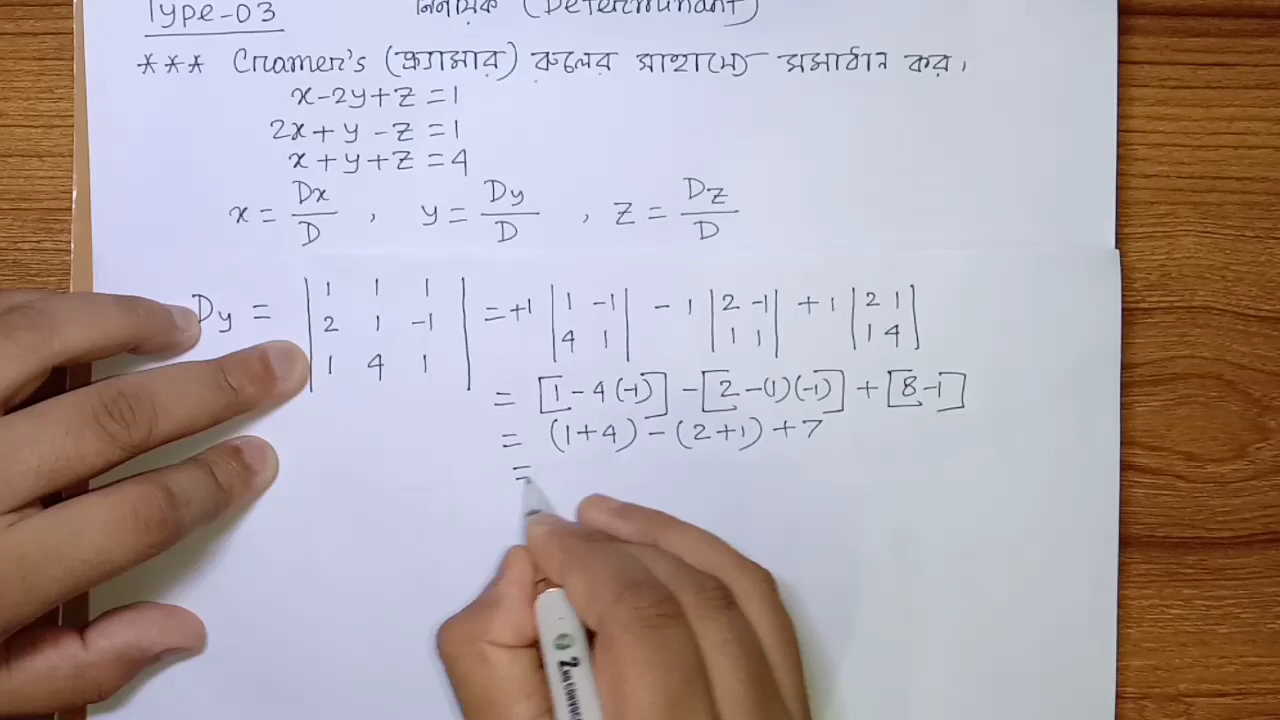 Type-03 নির্ণায়ক (Determinant)
*** Cramer's (ক্র্যামার) রুলের সাহায্যে সমাধান কর।
x-2y+z=1
2x+y-z=1
x+y+z=4
x = Dx/D , y = Dy/D , z = Dz/D
Dy = |1 1 1; 2 1 -1; 1 4 1| = +1 |1 -1; 4 1| - 1 |2 -1; 1 1| + 1 |2 1; 1 4|
= [1-4(-1)] - [2-(1)(-1)] + [8-1]
= (1+4) - (2+1) + 7
=